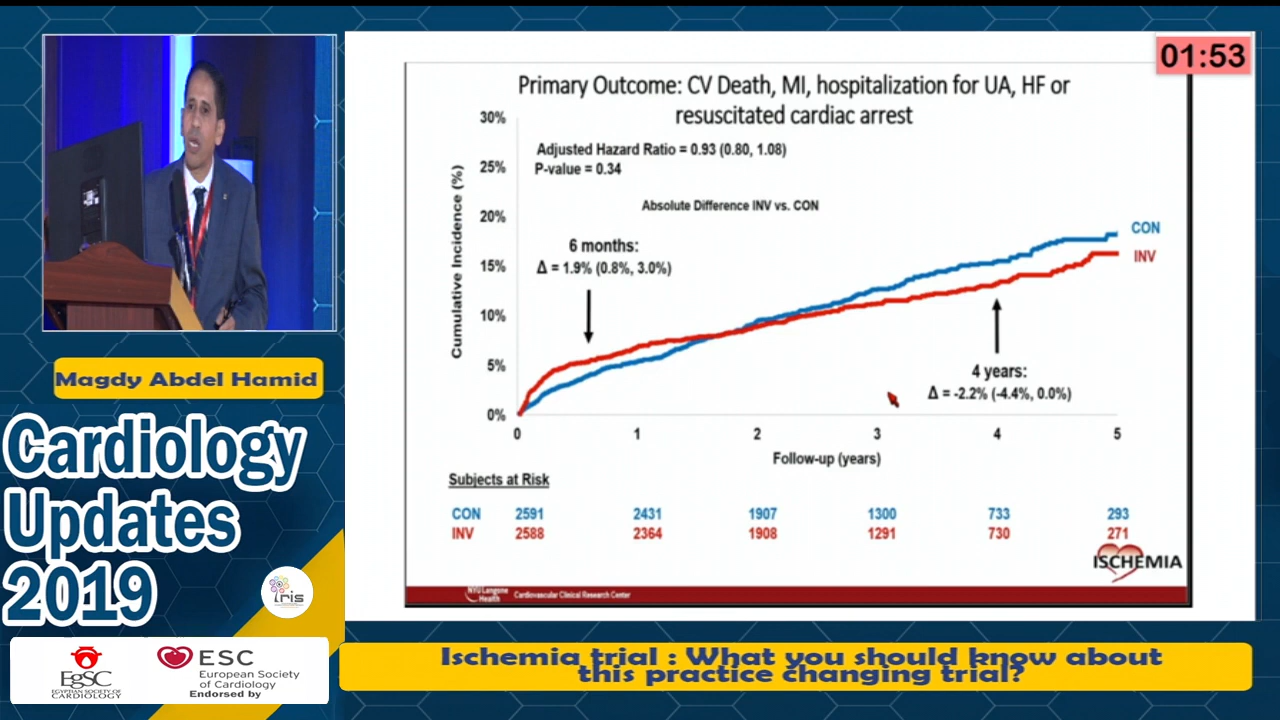 01:53
Primary Outcome: CV Death, MI, hospitalization for UA, HF or
resuscitated cardiac arrest
30%
25%
20%
15%
10%
5%
0%
Cumulative Incidence (%)
Adjusted Hazard Ratio = 0.93 (0.80, 1.08)
P-value = 0.34
Absolute Difference INV vs. CON
6 months:
Δ = 1.9% (0.8%, 3.0%)
CON
INV
4 years:
Δ = -2.2% (-4.4%, 0.0%)
0 1 2 3 4 5
Follow-up (years)
Subjects at Risk
CON 2591 2431 1907 1300 733 293
INV 2588 2364 1908 1291 730 271
ISCHEMIA
NYU Langone
Health
Cardiovascular Clinical Research Center
Magdy Abdel Hamid
Cardiology
Updates
2019
iris
EgSC
EGYPTIAN SOCIETY OF
CARDIOLOGY
ESC
European Society
of Cardiology
Endorsed by
Ischemia trial : What you should know about
this practice changing trial?